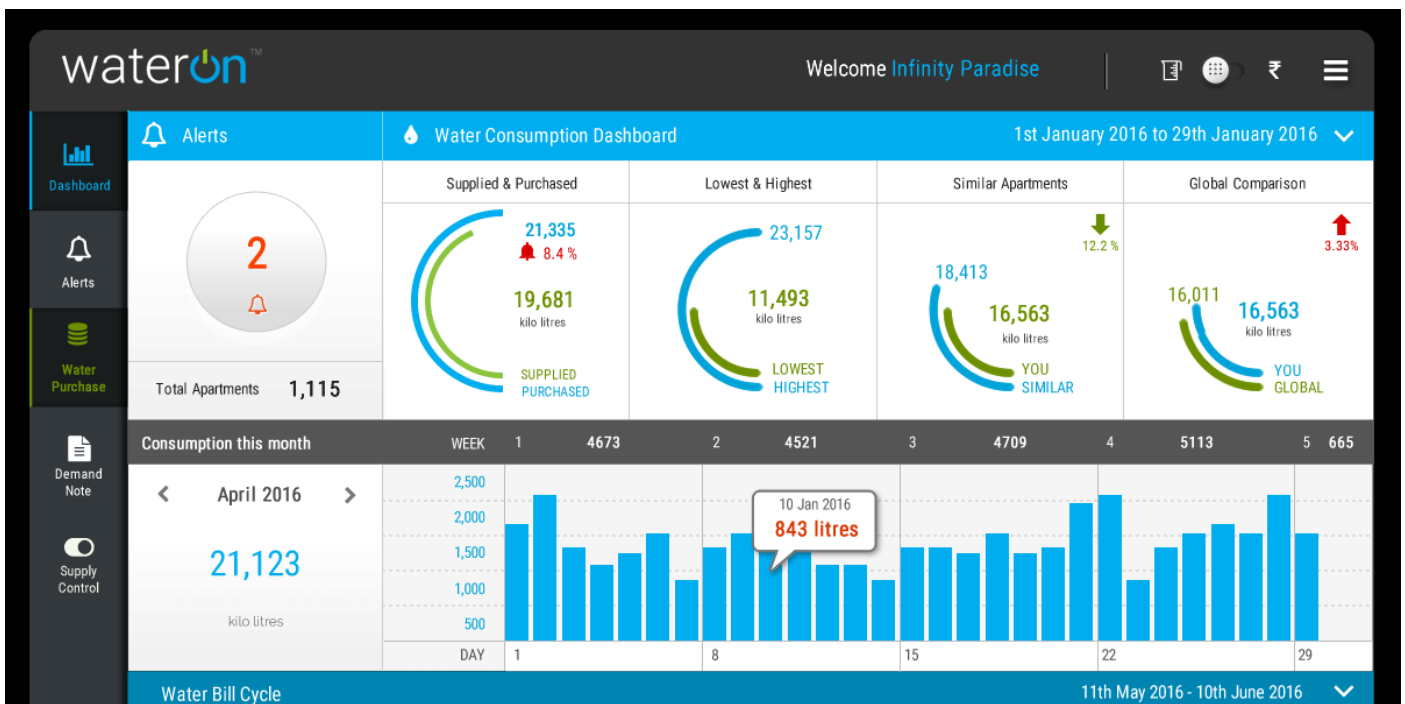 wateron™
Welcome Infinity Paradise
₹
Dashboard
Alerts
Water
Purchase
Demand
Note
Supply
Control
Alerts
2
Total Apartments 1,115
Water Consumption Dashboard
1st January 2016 to 29th January 2016
Supplied & Purchased
21,335
8.4 %
19,681
kilo litres
SUPPLIED
PURCHASED
Lowest & Highest
23,157
11,493
kilo litres
LOWEST
HIGHEST
Similar Apartments
12.2 %
18,413
16,563
kilo litres
YOU
SIMILAR
Global Comparison
3.33%
16,011
16,563
kilo litres
YOU
GLOBAL
Consumption this month
WEEK 1 4673 2 4521 3 4709 4 5113 5 665
April 2016
21,123
kilo litres
2,500
2,000
1,500
1,000
500
10 Jan 2016
843 litres
DAY 1 8 15 22 29
Water Bill Cycle
11th May 2016 - 10th June 2016